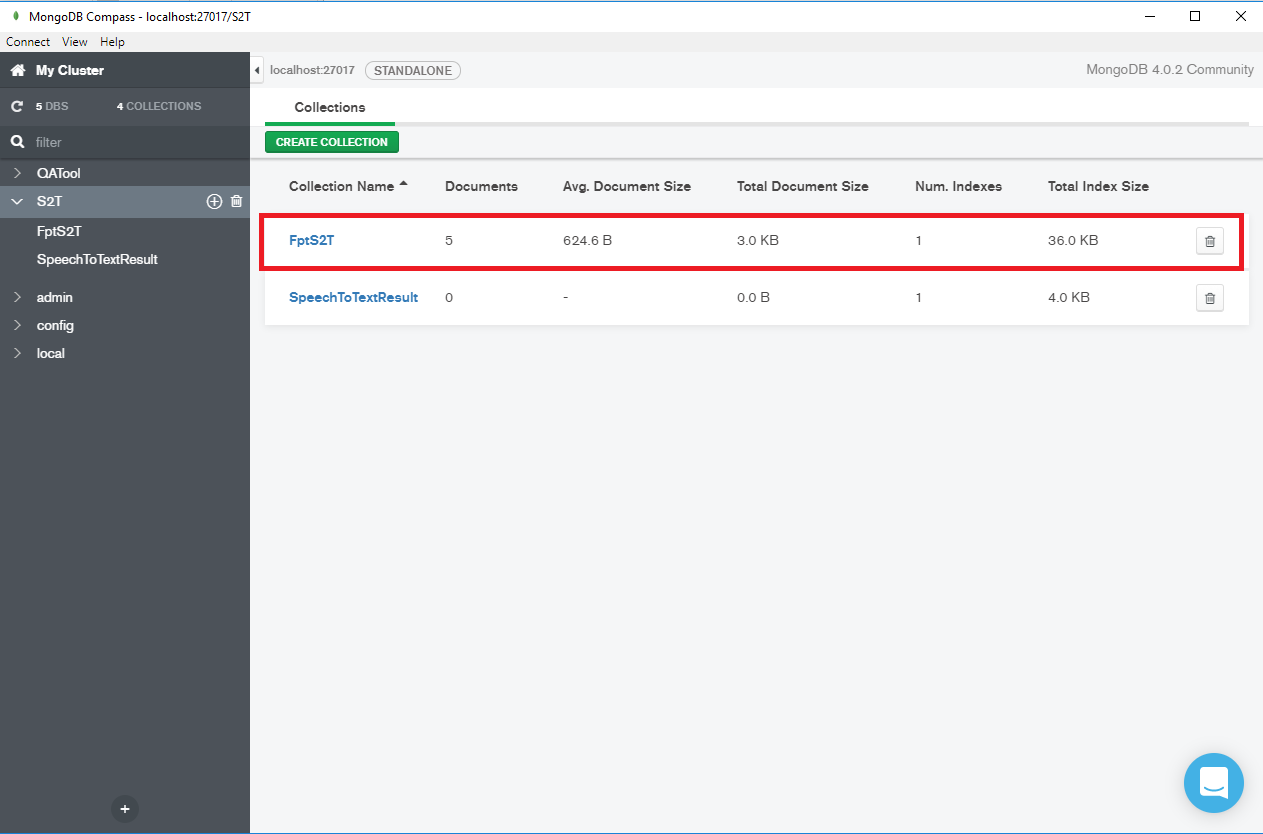 MongoDB Compass - localhost:27017/S2T
Connect View Help
My Cluster
5 DBS 4 COLLECTIONS
filter
QATool
S2T
FptS2T
SpeechToTextResult
admin
config
local
localhost:27017 STANDALONE MongoDB 4.0.2 Community
Collections
CREATE COLLECTION
Collection Name Documents Avg. Document Size Total Document Size Num. Indexes Total Index Size
FptS2T 5 624.6 B 3.0 KB 1 36.0 KB
SpeechToTextResult 0 - 0.0 B 1 4.0 KB